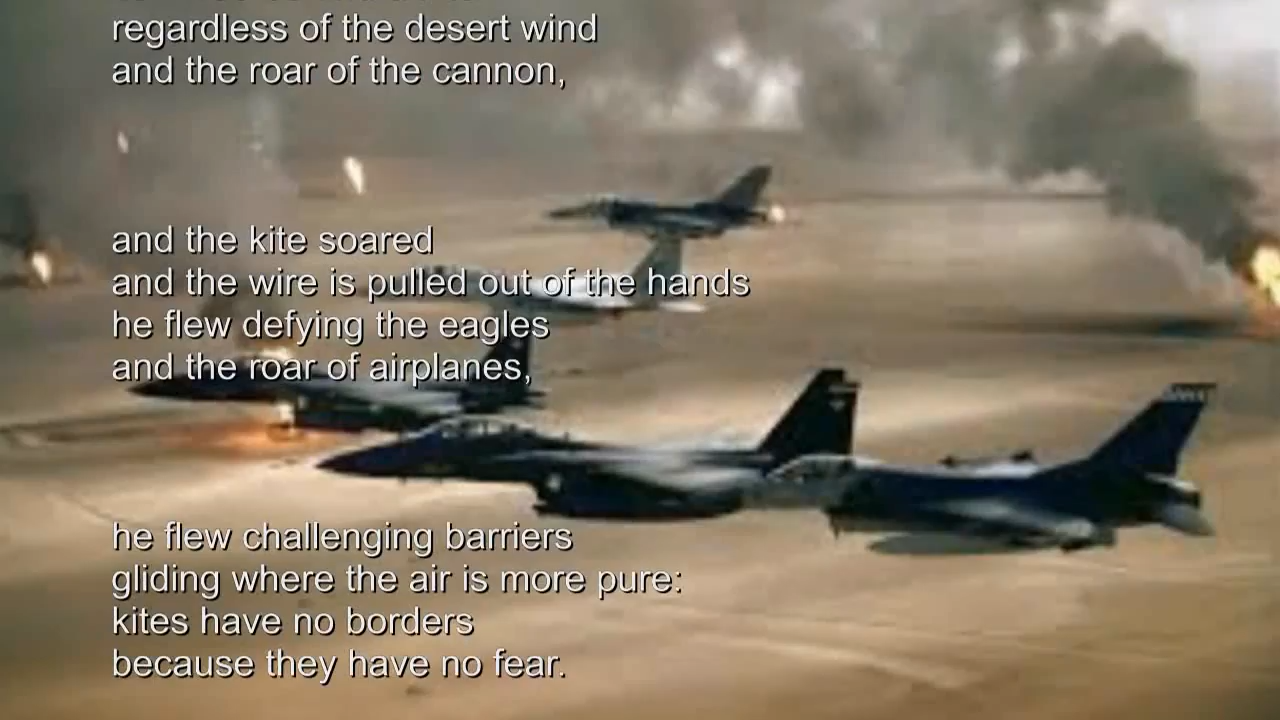 regardless of the desert wind
and the roar of the cannon,
and the kite soared
and the wire is pulled out of the hands
he flew defying the eagles
and the roar of airplanes,
he flew challenging barriers
gliding where the air is more pure:
kites have no borders
because they have no fear.